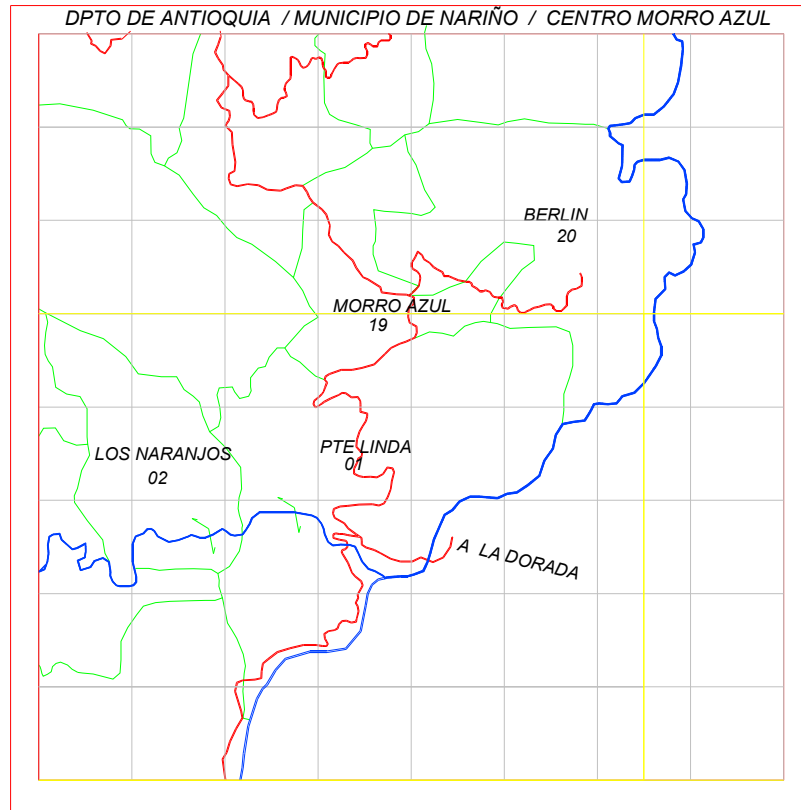 DPTO DE ANTIOQUIA / MUNICIPIO DE NARIÑO / CENTRO MORRO AZUL
BERLIN
20
MORRO AZUL
19
LOS NARANJOS
02
PTE LINDA
01
A LA DORADA